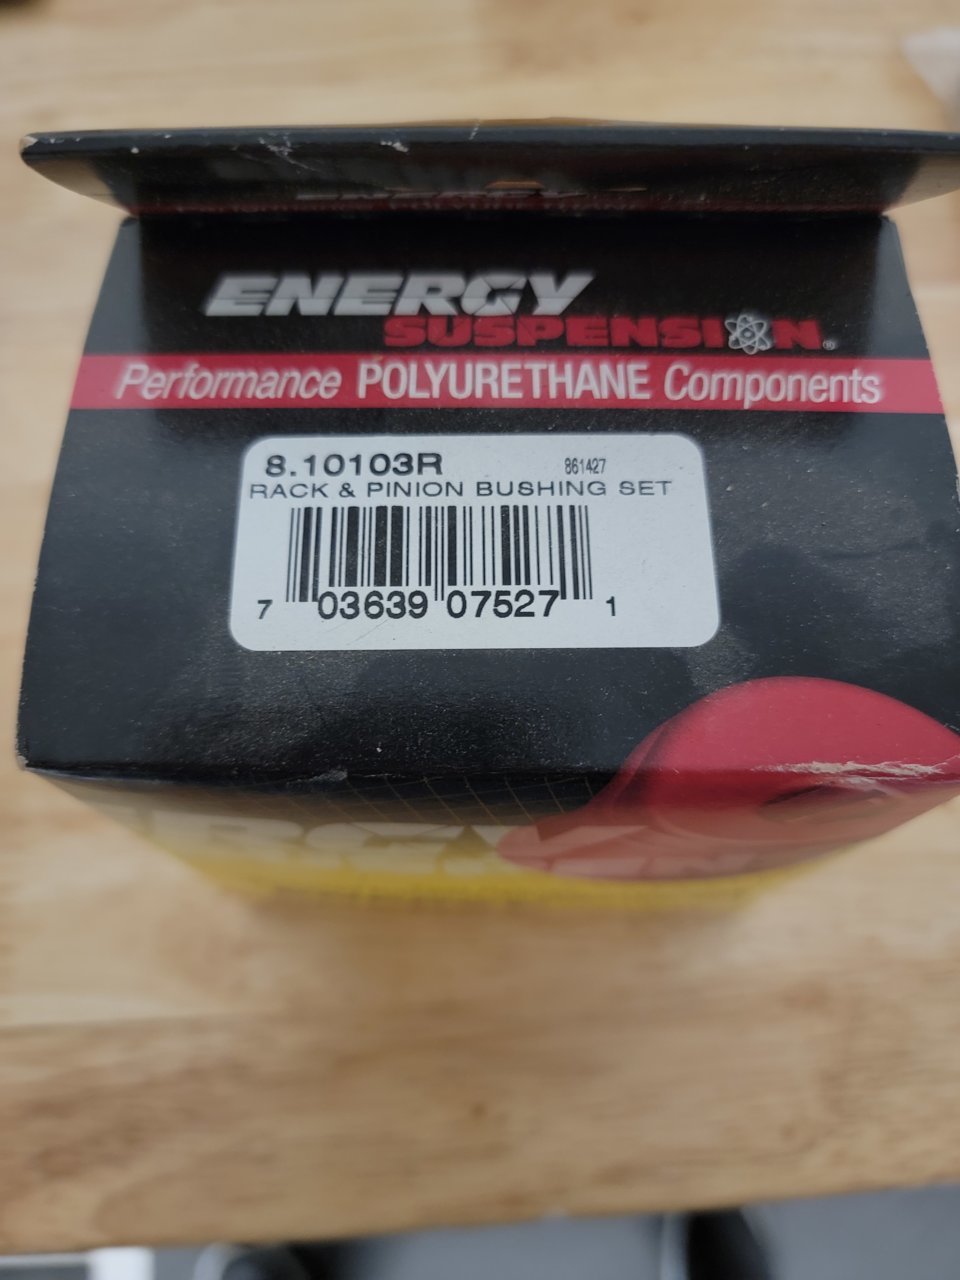 ENERGY
SUSPENSION®
Performance POLYURETHANE Components
8.10103R 861427
RACK & PINION BUSHING SET
7 03639 07527 1